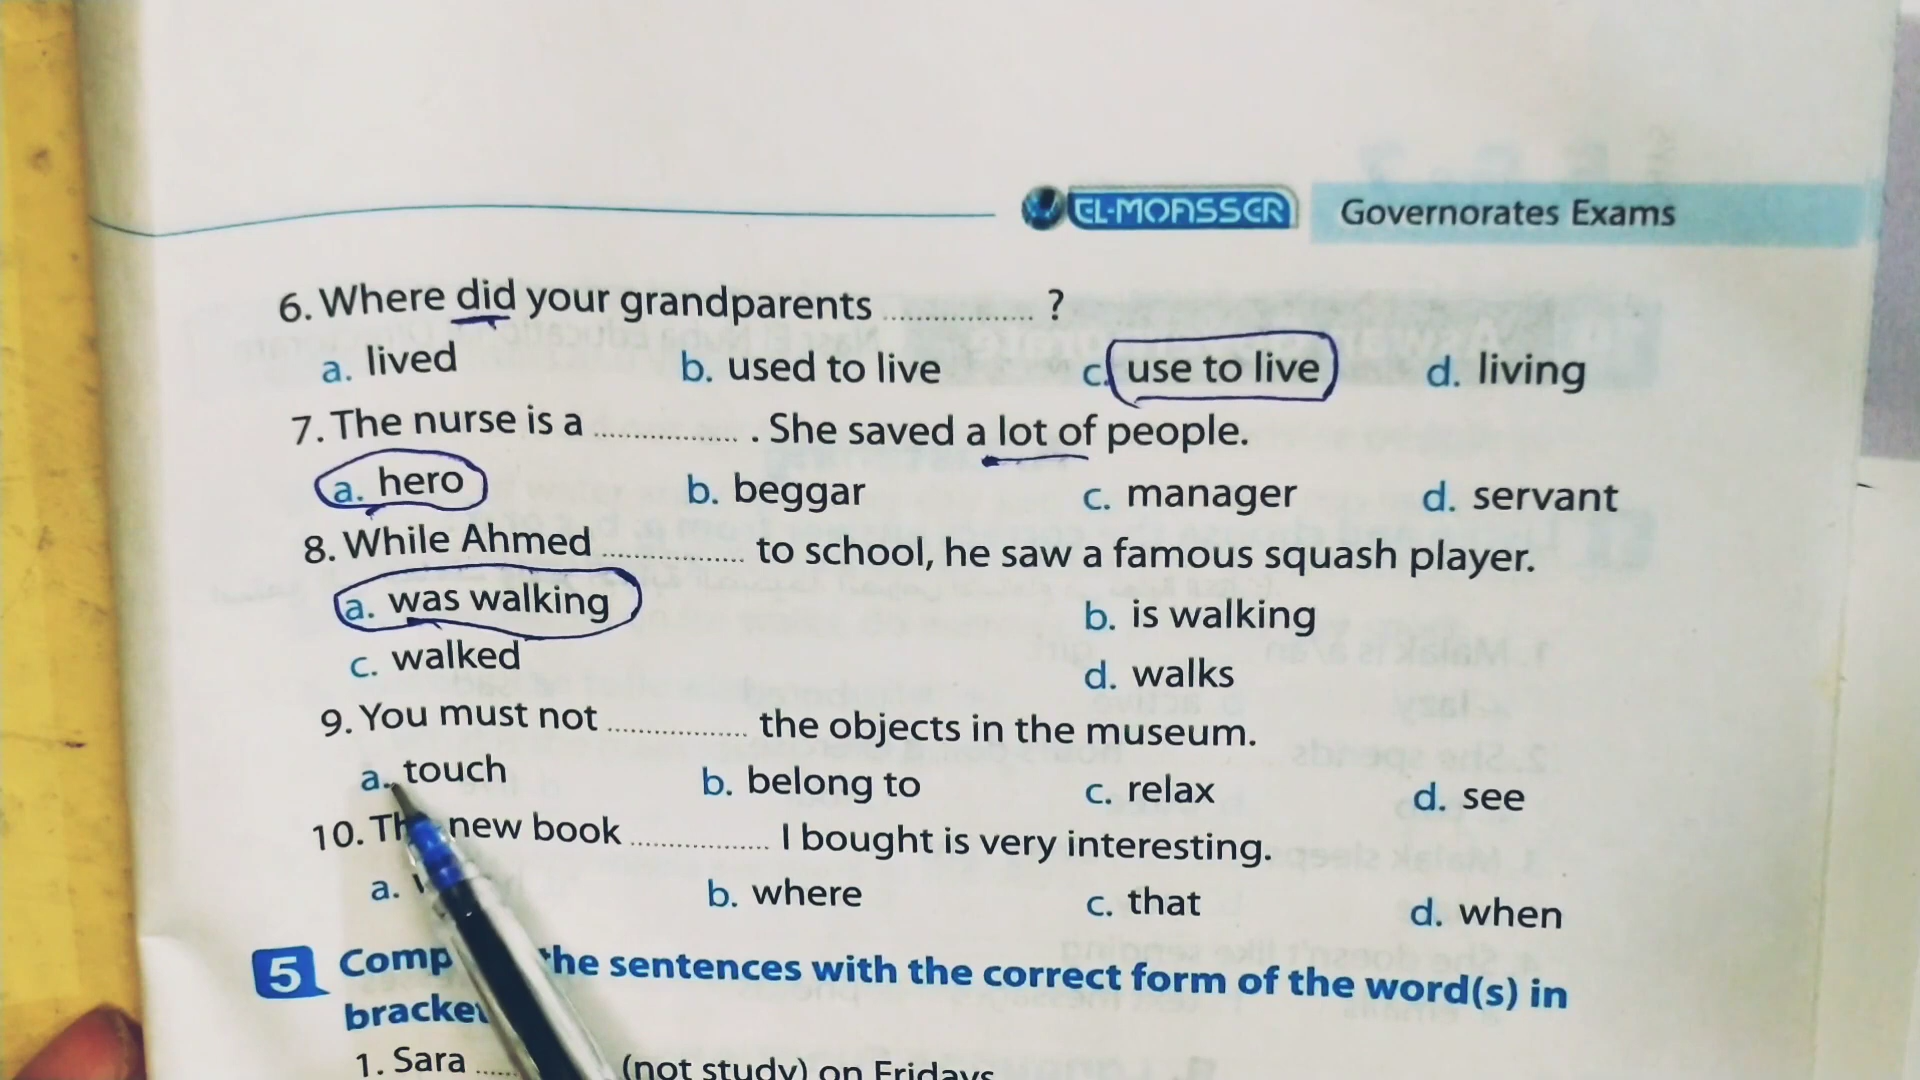 EL-MOASSER Governorates Exams
6. Where did your grandparents ................ ?
a. lived b. used to live c. use to live d. living
7. The nurse is a ................ . She saved a lot of people.
a. hero b. beggar c. manager d. servant
8. While Ahmed ................ to school, he saw a famous squash player.
a. was walking b. is walking
c. walked d. walks
9. You must not ................ the objects in the museum.
a. touch b. belong to c. relax d. see
10. new book ................ I bought is very interesting.
a. b. where c. that d. when
5 the sentences with the correct form of the word(s) in
1. Sara ...... (not study) on Fridays